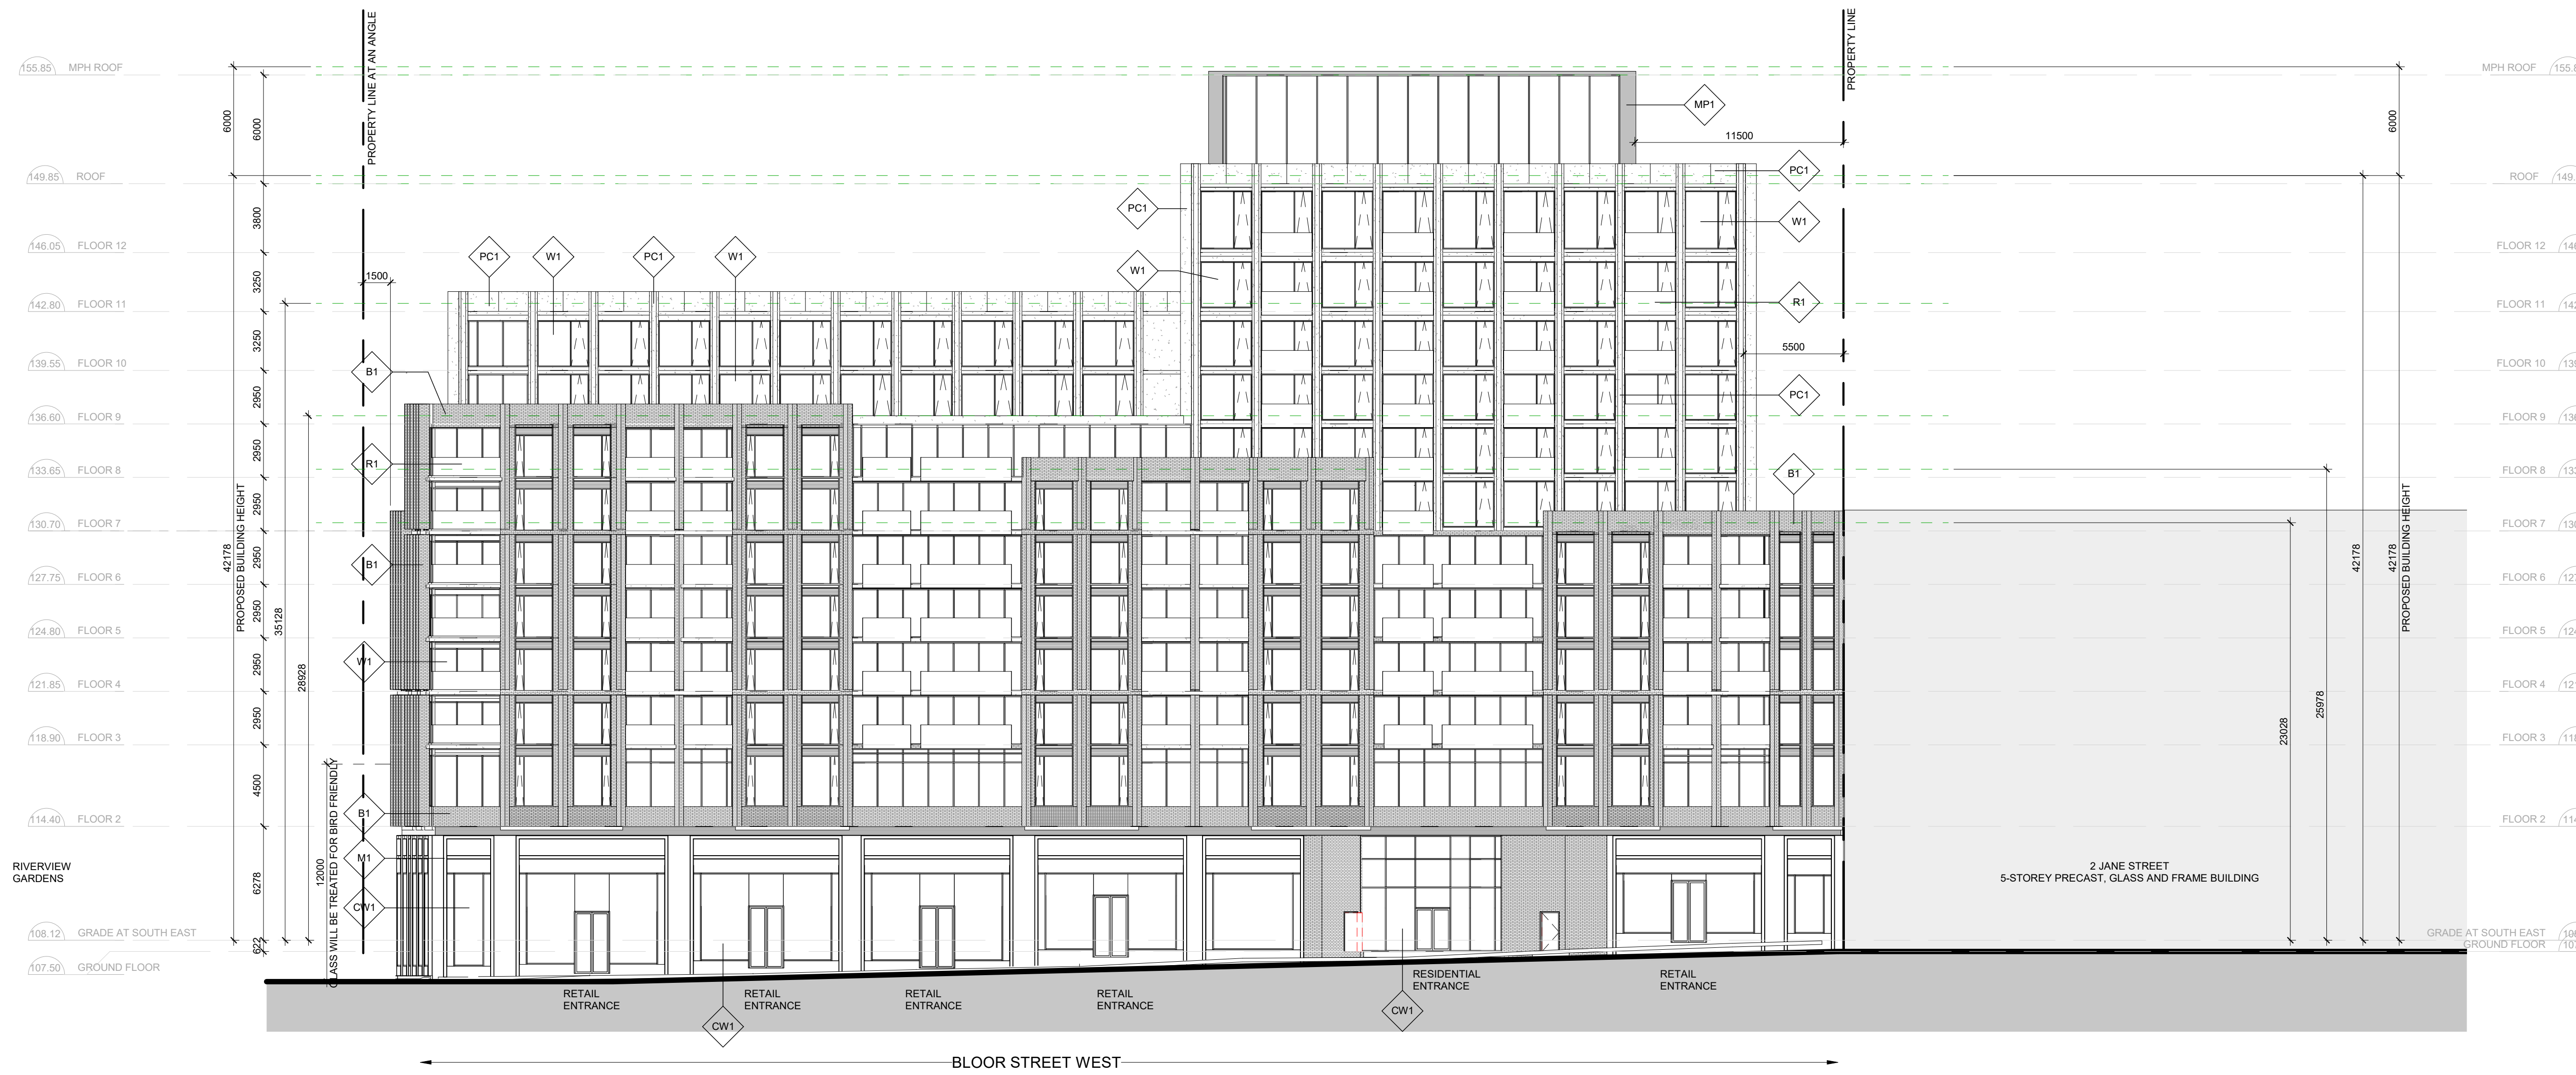 155.85 MPH ROOF
149.85 ROOF
146.05 FLOOR 12
142.80 FLOOR 11
139.55 FLOOR 10
136.60 FLOOR 9
133.65 FLOOR 8
130.70 FLOOR 7
127.75 FLOOR 6
124.80 FLOOR 5
121.85 FLOOR 4
118.90 FLOOR 3
114.40 FLOOR 2
RIVERVIEW
GARDENS
108.12 GRADE AT SOUTH EAST
107.50 GROUND FLOOR
6000
42178
PROPOSED BUILDING HEIGHT
6000
3800
3250
3250
2950
2950
2950
2950
2950
2950
2950
4500
6278
622
35128
28928
12000
GLASS WILL BE TREATED FOR BIRD FRIENDLY
PROPERTY LINE AT AN ANGLE
1500
B1
R1
B1
W1
B1
M1
CW1
PC1
W1
PC1
W1
PC1
W1
MP1
11500
PC1
W1
R1
5500
PC1
B1
PROPERTY LINE
RETAIL
ENTRANCE
CW1
RETAIL
ENTRANCE
RETAIL
ENTRANCE
RETAIL
ENTRANCE
RESIDENTIAL
ENTRANCE
CW1
RETAIL
ENTRANCE
BLOOR STREET WEST
2 JANE STREET
5-STOREY PRECAST, GLASS AND FRAME BUILDING
23028
25978
42178
6000
42178
PROPOSED BUILDING HEIGHT
MPH ROOF
ROOF
FLOOR 12
FLOOR 11
FLOOR 10
FLOOR 9
FLOOR 8
FLOOR 7
FLOOR 6
FLOOR 5
FLOOR 4
FLOOR 3
FLOOR 2
GRADE AT SOUTH EAST
GROUND FLOOR